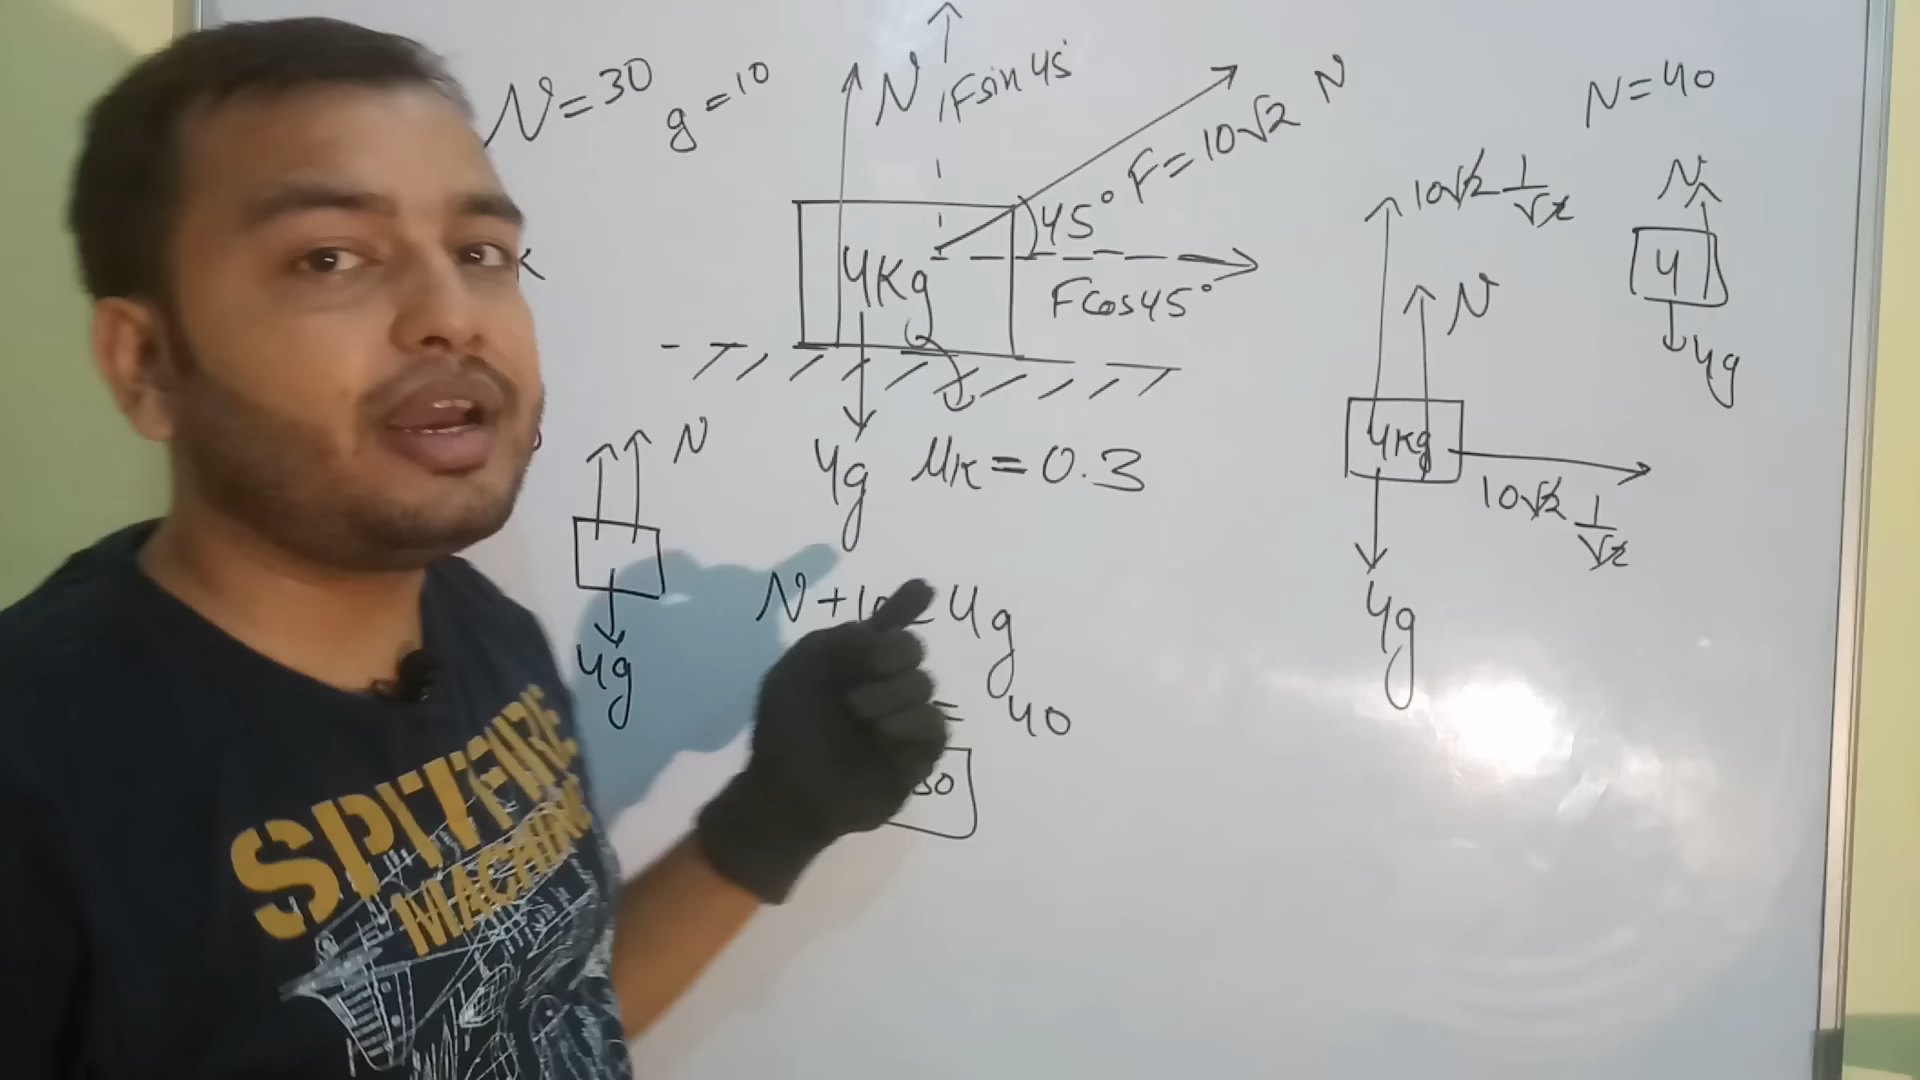 N=30
g=10
N
Fsin45
F=10√2 N
45°
4Kg
Fcos45°
4g
μK=0.3
N
4g
N+10=4g
= 40
30
N=40
10√2 1/√2
N
4
4g
N
4Kg
10√2 1/√2
4g
SPITFIRE
MACHINE